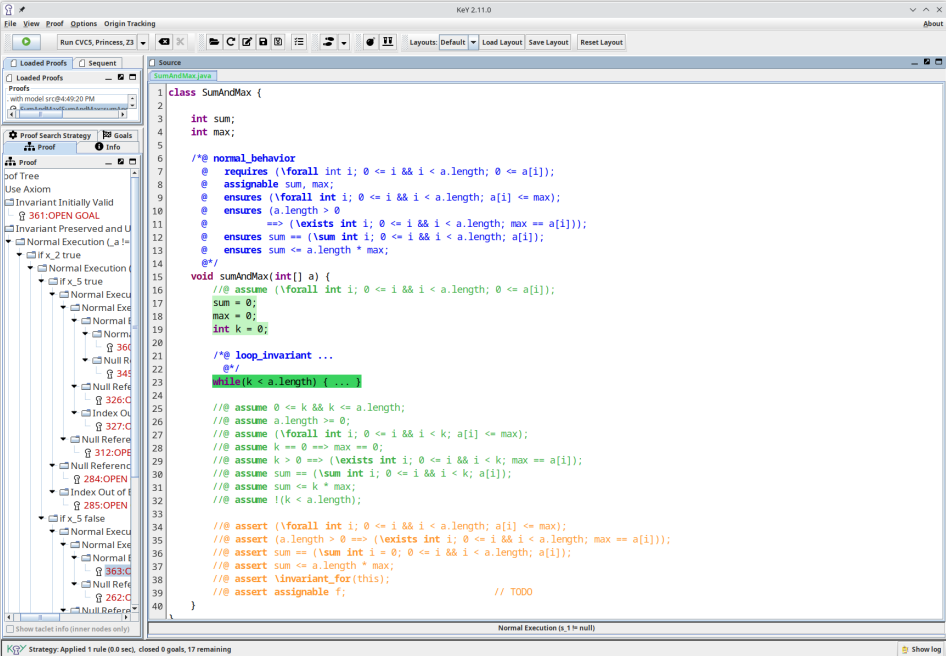 KeY 2.11.0
File View Proof Options Origin Tracking About
Run CVC5, Princess, Z3
Layouts: Default Load Layout Save Layout Reset Layout
Loaded Proofs Sequent
Loaded Proofs
Proofs
. with model src@4:49:20 PM
Proof Search Strategy Goals
Proof Info
Proof
oof Tree
Use Axiom
Invariant Initially Valid
361:OPEN GOAL
Invariant Preserved and U
Normal Execution (_a !=
if x_2 true
Normal Execution (
if x_5 true
Normal Execu
Normal Exe
Normal E
Norma
360
Null R
345
Null Refe
326:O
Index Ou
327:O
Null Refere
312:OPE
Null Referenc
284:OPEN
Index Out of B
285:OPEN
if x_5 false
Normal Execu
Normal Exe
Normal E
363:O
Null Refe
262:O
Null Refere
Show taclet info (inner nodes only)
Source
SumAndMax.java
1 class SumAndMax {
2
3 int sum;
4 int max;
5
6 /*@ normal_behavior
7 @ requires (\forall int i; 0 <= i && i < a.length; 0 <= a[i]);
8 @ assignable sum, max;
9 @ ensures (\forall int i; 0 <= i && i < a.length; a[i] <= max);
10 @ ensures (a.length > 0
11 @ ==> (\exists int i; 0 <= i && i < a.length; max == a[i]));
12 @ ensures sum == (\sum int i; 0 <= i && i < a.length; a[i]);
13 @ ensures sum <= a.length * max;
14 @*/
15 void sumAndMax(int[] a) {
16 //@ assume (\forall int i; 0 <= i && i < a.length; 0 <= a[i]);
17 sum = 0;
18 max = 0;
19 int k = 0;
20
21 /*@ loop_invariant ...
22 @*/
23 while(k < a.length) { ... }
24
25 //@ assume 0 <= k && k <= a.length;
26 //@ assume a.length >= 0;
27 //@ assume (\forall int i; 0 <= i && i < k; a[i] <= max);
28 //@ assume k == 0 ==> max == 0;
29 //@ assume k > 0 ==> (\exists int i; 0 <= i && i < k; max == a[i]);
30 //@ assume sum == (\sum int i; 0 <= i && i < k; a[i]);
31 //@ assume sum <= k * max;
32 //@ assume !(k < a.length);
33
34 //@ assert (\forall int i; 0 <= i && i < a.length; a[i] <= max);
35 //@ assert (a.length > 0 ==> (\exists int i; 0 <= i && i < a.length; max == a[i]));
36 //@ assert sum == (\sum int i = 0; 0 <= i && i < a.length; a[i]);
37 //@ assert sum <= a.length * max;
38 //@ assert \invariant_for(this);
39 //@ assert assignable f; // TODO
40 }
Normal Execution (s_1 != null)
KeY Strategy: Applied 1 rule (0.0 sec), closed 0 goals, 17 remaining
Show log